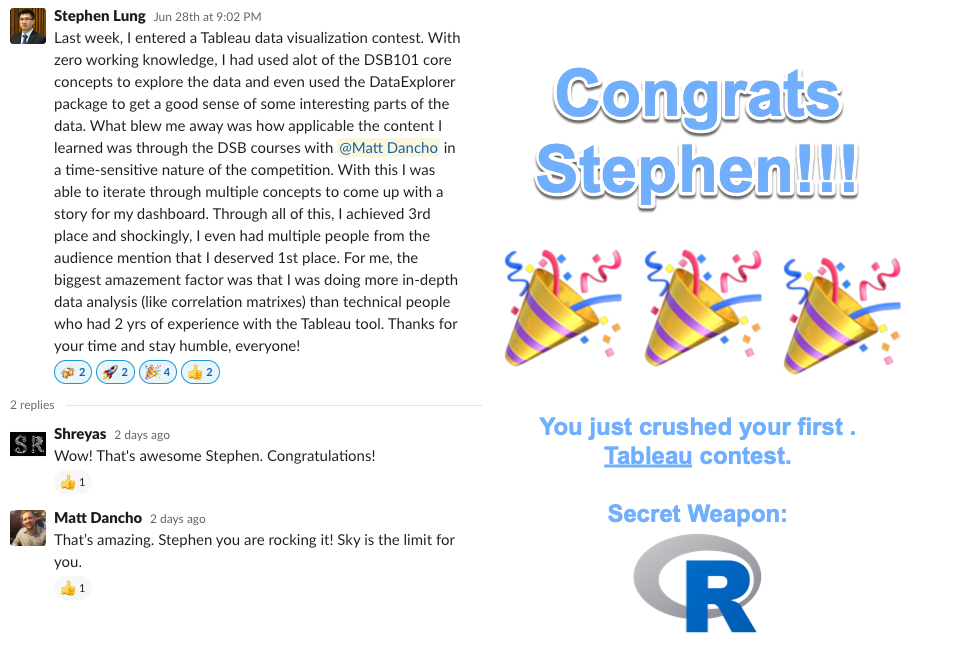 Stephen Lung Jun 28th at 9:02 PM
Last week, I entered a Tableau data visualization contest. With
zero working knowledge, I had used alot of the DSB101 core
concepts to explore the data and even used the DataExplorer
package to get a good sense of some interesting parts of the
data. What blew me away was how applicable the content I
learned was through the DSB courses with @Matt Dancho in
a time-sensitive nature of the competition. With this I was
able to iterate through multiple concepts to come up with a
story for my dashboard. Through all of this, I achieved 3rd
place and shockingly, I even had multiple people from the
audience mention that I deserved 1st place. For me, the
biggest amazement factor was that I was doing more in-depth
data analysis (like correlation matrixes) than technical people
who had 2 yrs of experience with the Tableau tool. Thanks for
your time and stay humble, everyone!
2 2 4 2
2 replies
SR
Shreyas 2 days ago
Wow! That's awesome Stephen. Congratulations!
1
Matt Dancho 2 days ago
That's amazing. Stephen you are rocking it! Sky is the limit for
you.
1
Congrats
Stephen!!!
You just crushed your first .
Tableau contest.
Secret Weapon:
R